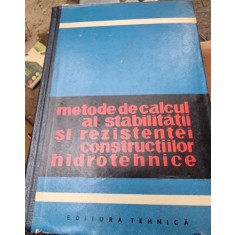 metode de calcul
al stabilității
și rezistenței
construcțiilor
hidrotehnice
EDITURA TEHNICĂ